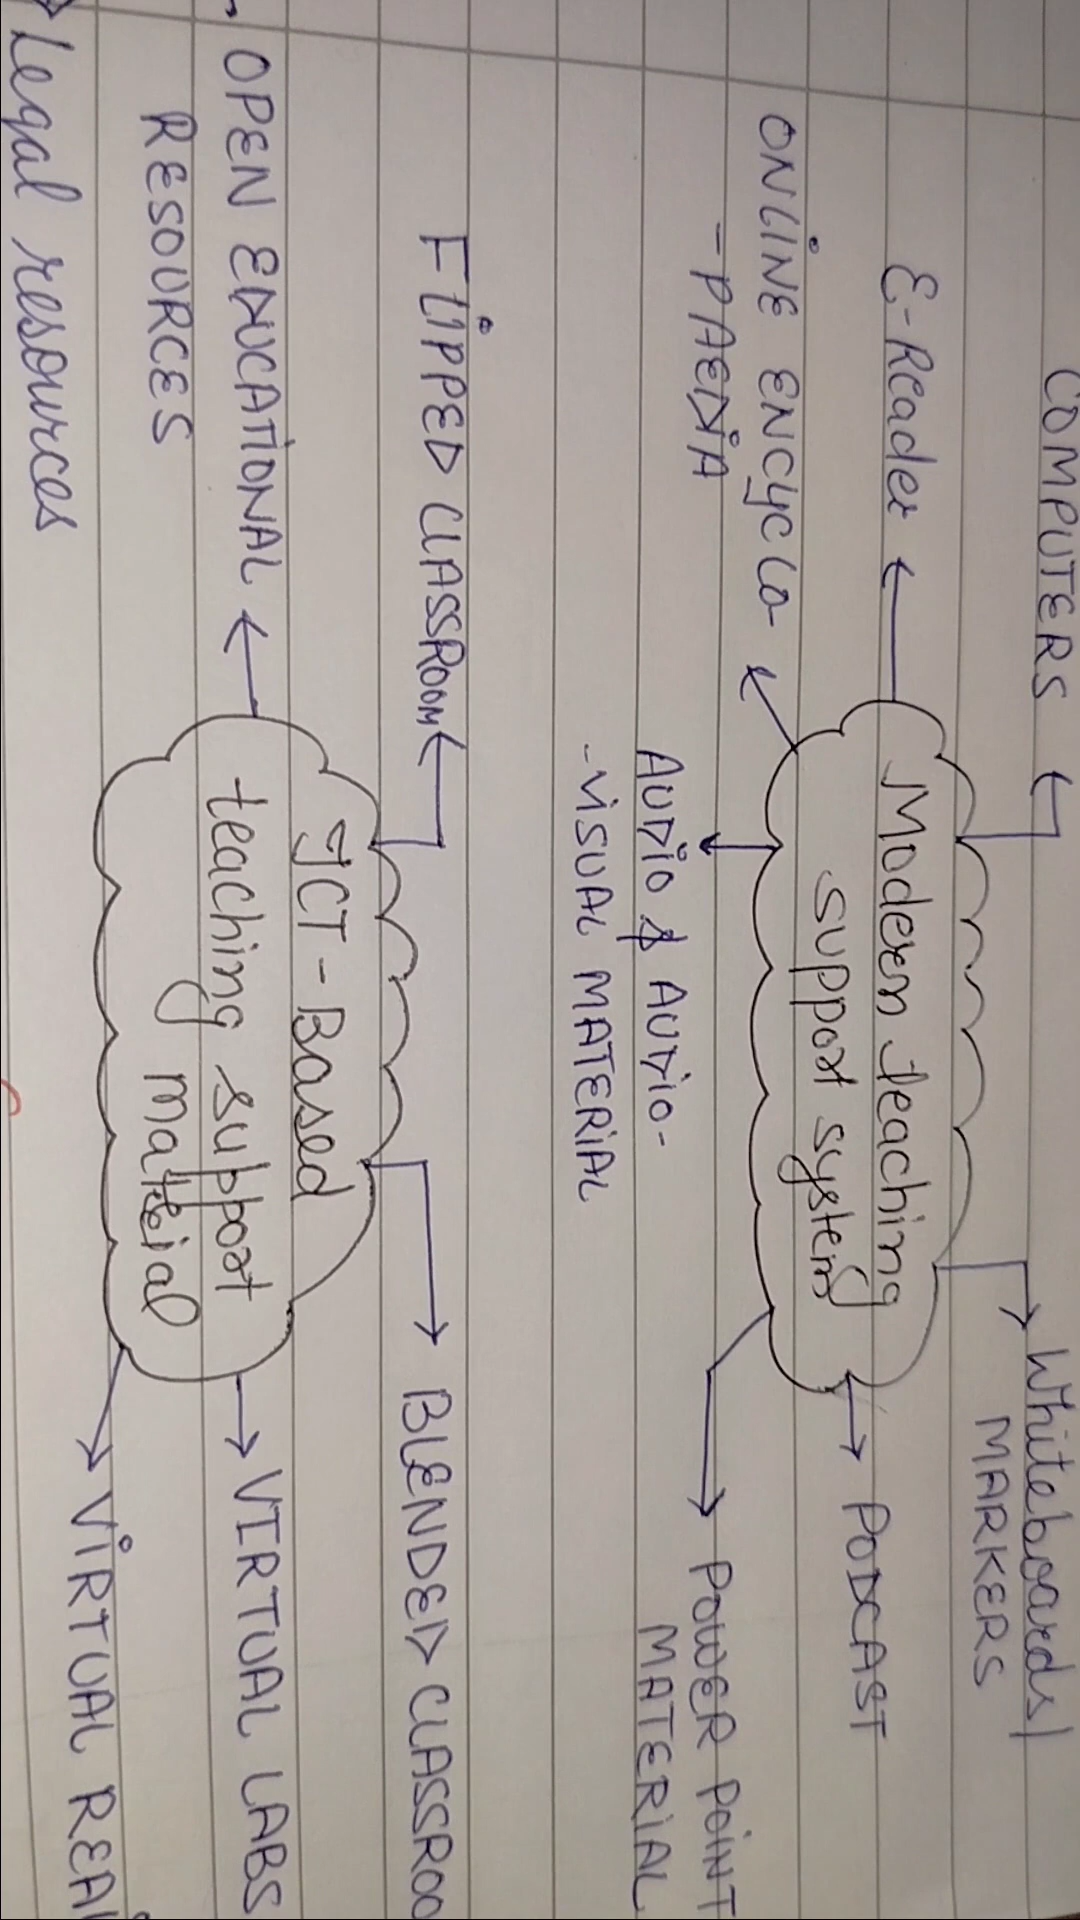 COMPUTERS
Whiteboards/
MARKERS
E-Reader
Modern teaching
support system
PODCAST
ONLINE ENCYCLO-
-PAEDIA
POWER POINT
MATERIAL
AUDIO & AUDIO-
-VISUAL MATERIAL
FLIPPED CLASSROOM
BLENDED CLASSROO
ICT-Based
teaching support
material
OPEN EDUCATIONAL
RESOURCES
VIRTUAL LABS
VIRTUAL REAl
Legal resources